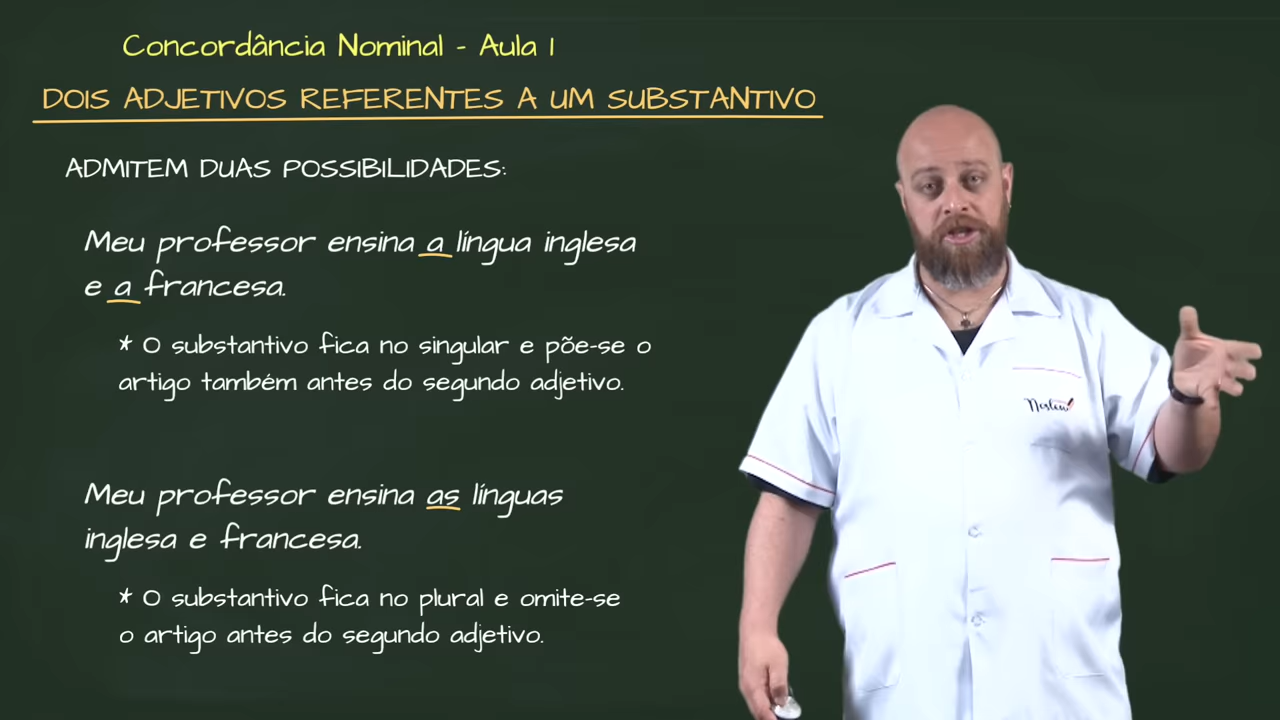 Concordância Nominal - Aula 1
DOIS ADJETIVOS REFERENTES A UM SUBSTANTIVO
ADMITEM DUAS POSSIBILIDADES:
Meu professor ensina a língua inglesa
e a francesa.
* O substantivo fica no singular e põe-se o
artigo também antes do segundo adjetivo.
Meu professor ensina as línguas
inglesa e francesa.
* O substantivo fica no plural e omite-se
o artigo antes do segundo adjetivo.